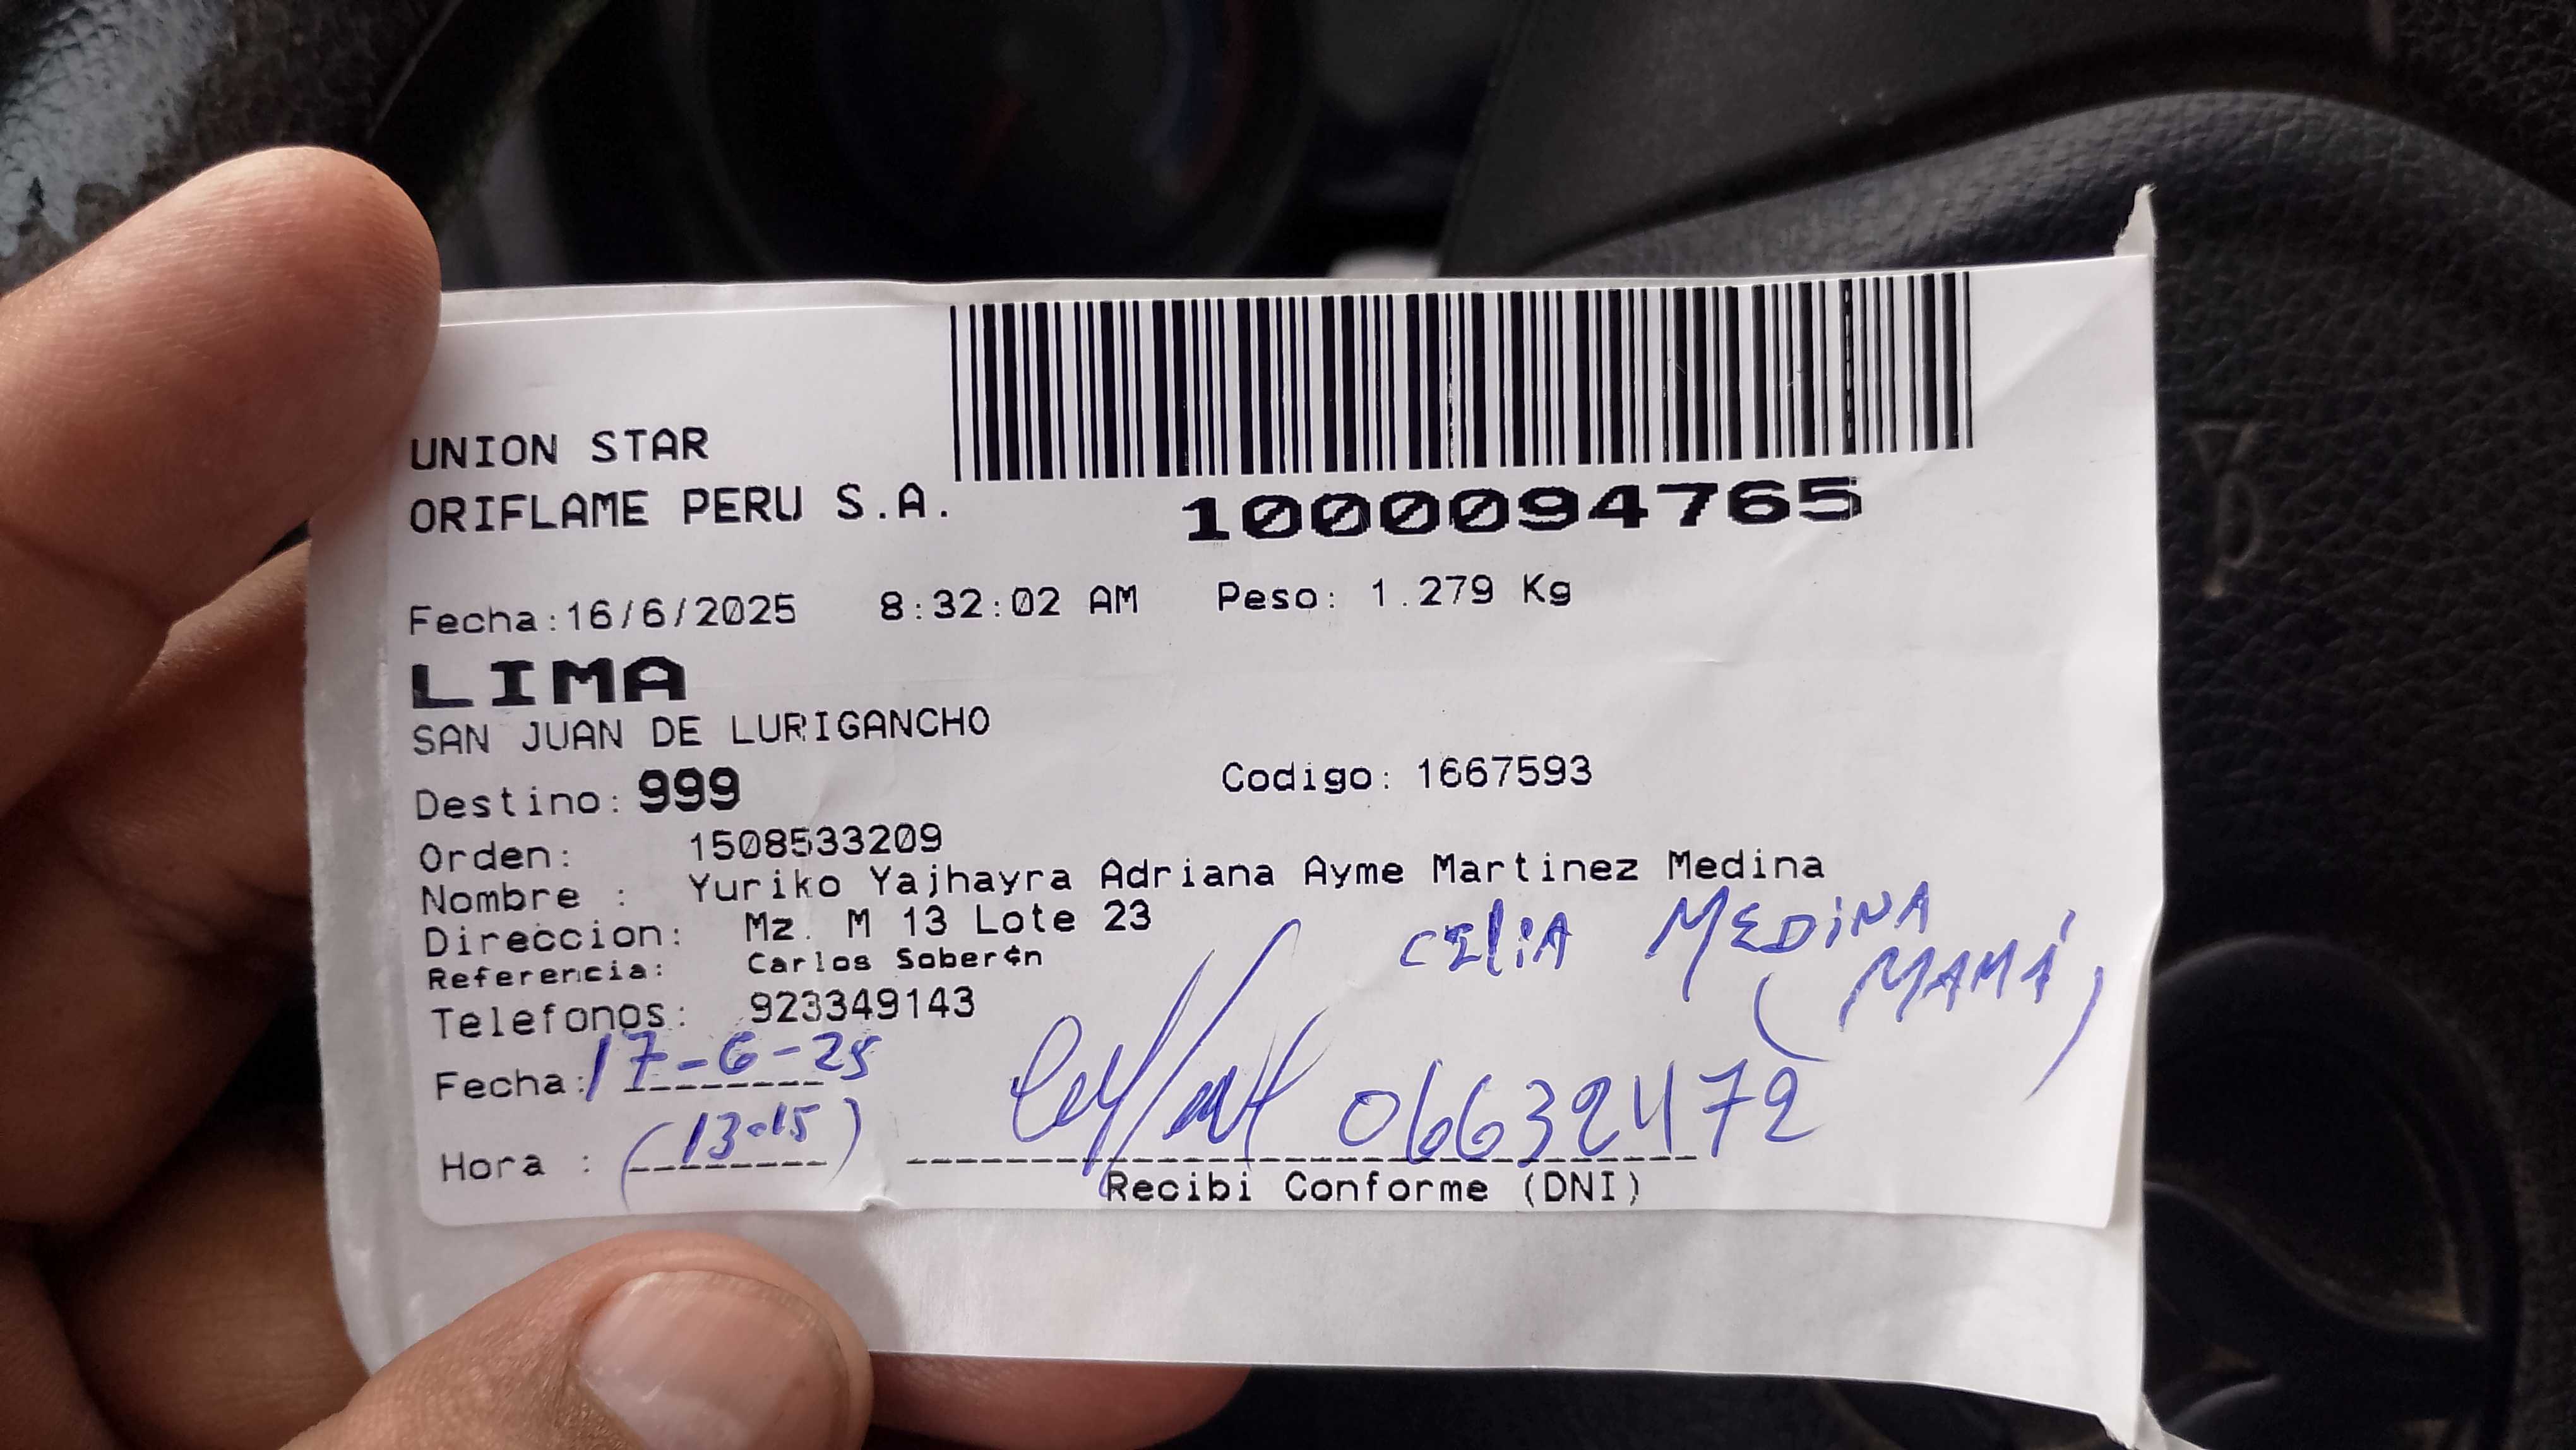 UNION STAR
ORIFLAME PERU S.A.
1000094765
Fecha:16/6/2025 8:32:02 AM Peso: 1.279 Kg
LIMA
SAN JUAN DE LURIGANCHO
Destino: 999 Codigo: 1667593
Orden: 1508533209
Nombre : Yuriko Yajhayra Adriana Ayme Martinez Medina
Direccion: Mz. M 13 Lote 23
CELIA MEDINA
Referencia: Carlos Saber¢n
(MAMÁ)
Telefonos: 923349143
Fecha: 17-6-25
06632472
Hora : (13:15)
Recibi Conforme (DNI)